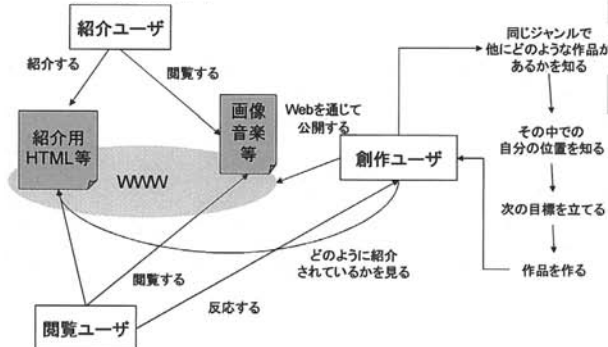 紹介ユーザ
紹介する
閲覧する
紹介用
HTML等
画像
音楽
等
WWW
Webを通じて
公開する
創作ユーザ
同じジャンルで
他にどのような作品が
あるかを知る
その中での
自分の位置を知る
次の目標を立てる
作品を作る
どのように紹介
されているかを見る
閲覧する
反応する
閲覧ユーザ